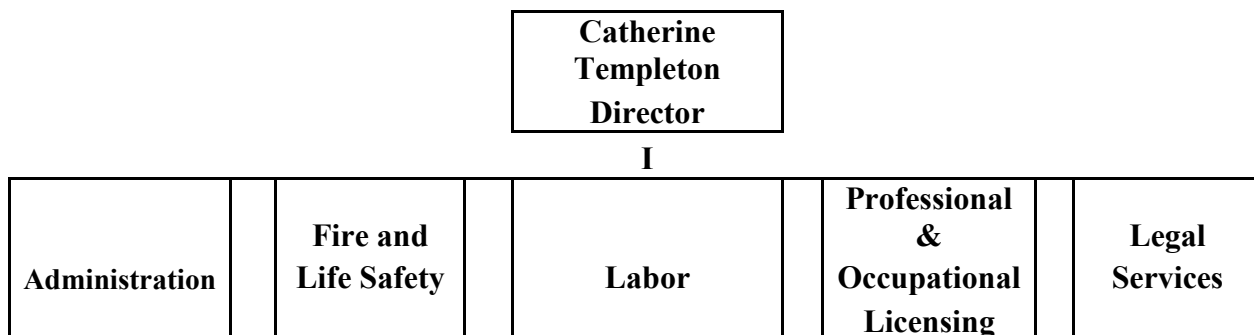 Catherine
Templeton
Director
I
Administration
Fire and
Life Safety
Labor
Professional
&
Occupational
Licensing
Legal
Services